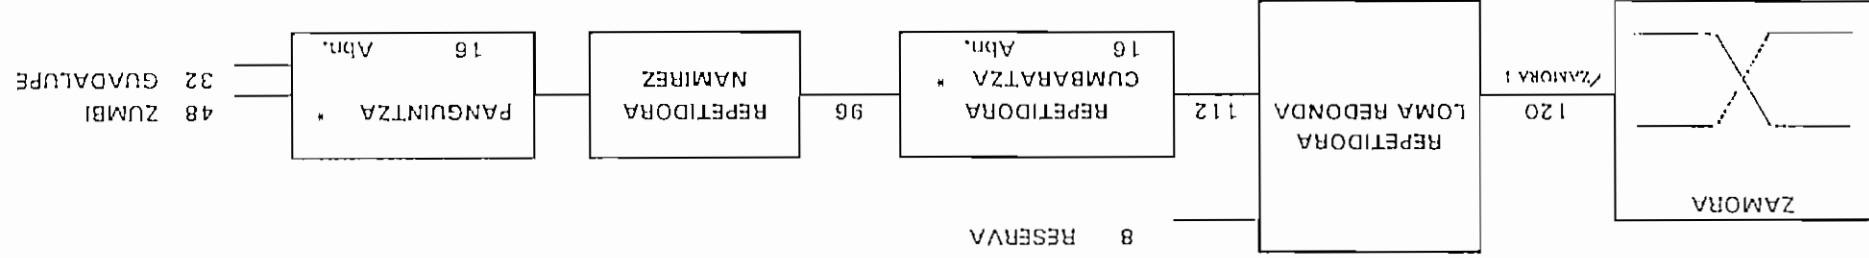 ZAMORA
120
ZAMORA 1
REPETIDORA
LOMA REDONDA
8 RESERVA
112
REPETIDORA
CUMBARATZA *
16 Abn.
96
REPETIDORA
NAMIREZ
PANGUINTZA *
16 Abn.
48 ZUMBI
32 GUADALUPE